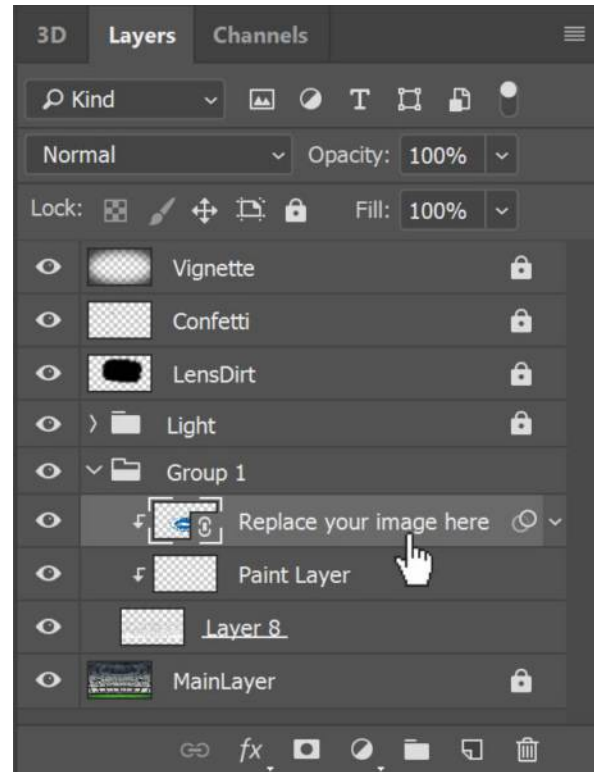 3D Layers Channels
Kind
Normal Opacity: 100%
Lock: Fill: 100%
Vignette
Confetti
LensDirt
Light
Group 1
Replace your image here
Paint Layer
Layer 8
MainLayer
fx